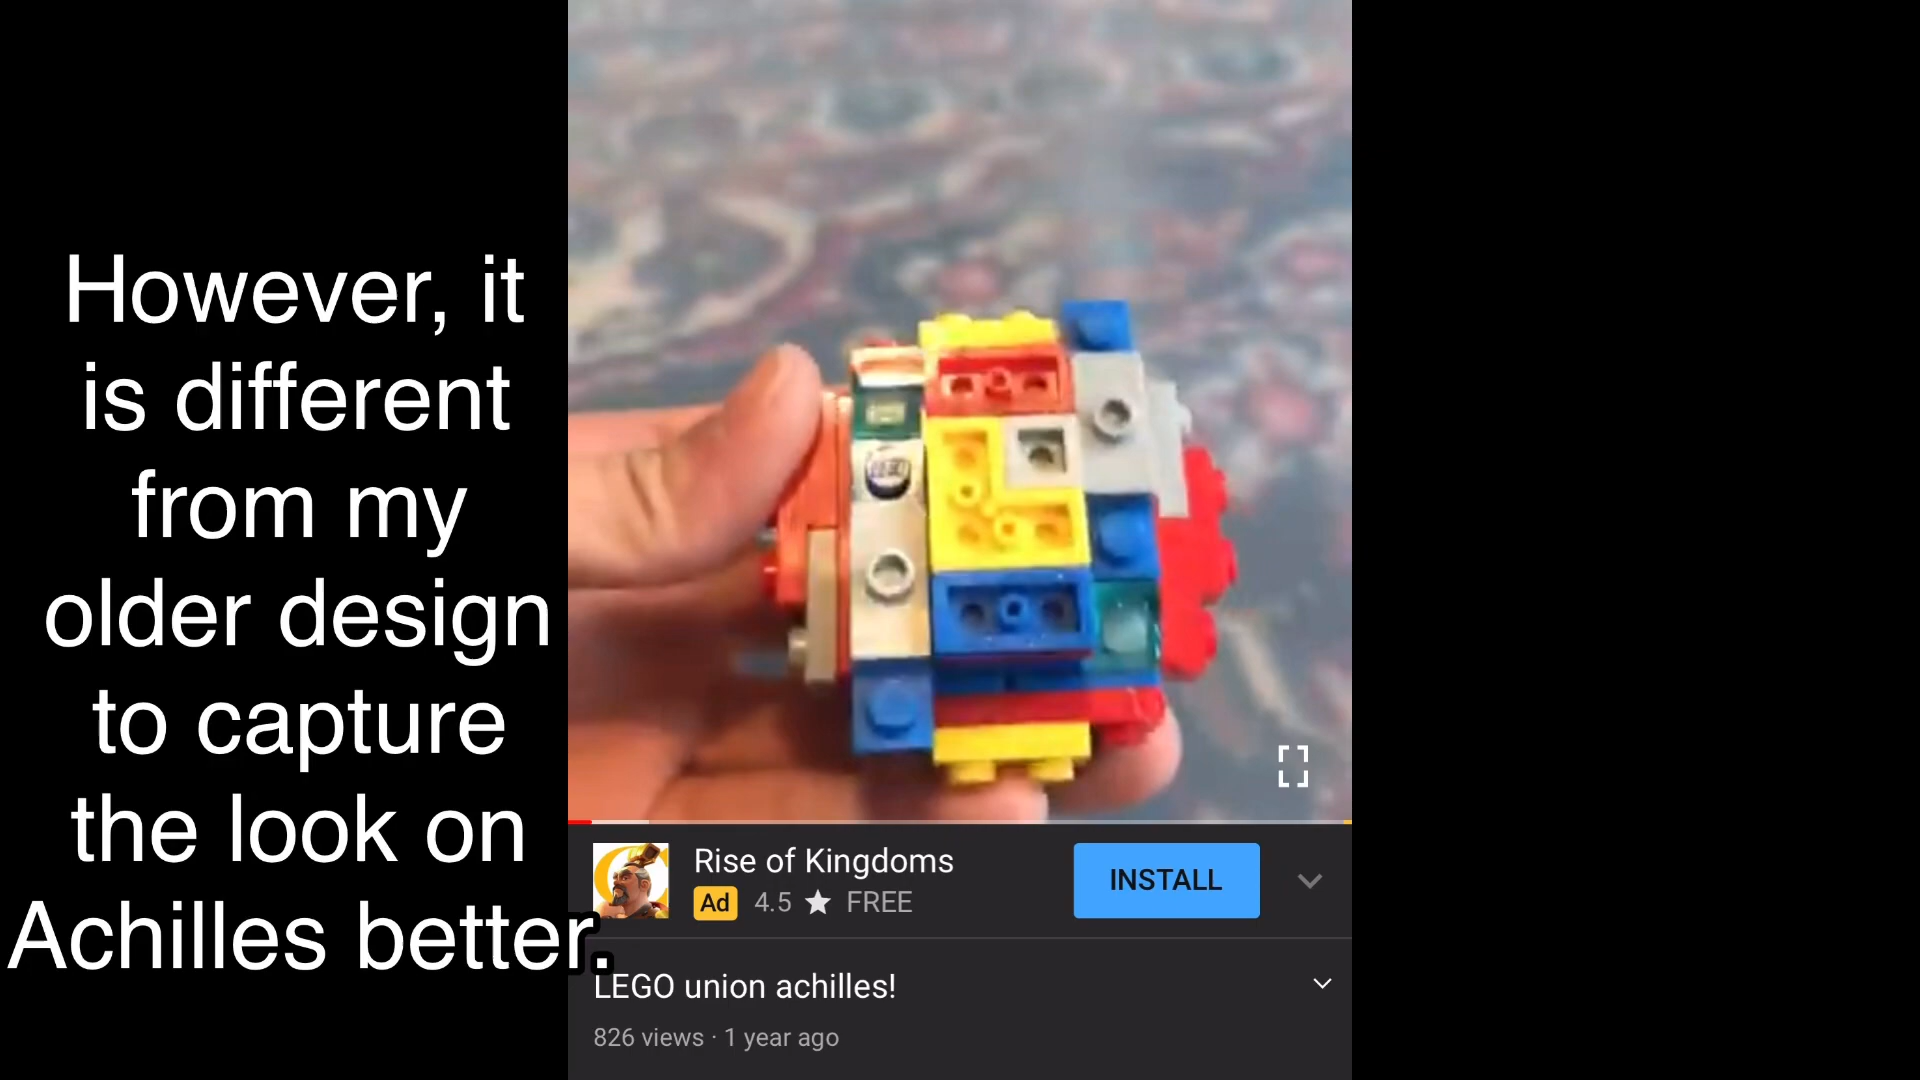 However, it
is different
from my
older design
to capture
the look on
Achilles better.
LEGO
Rise of Kingdoms
INSTALL
Ad 4.5 ★ FREE
LEGO union achilles!
826 views · 1 year ago